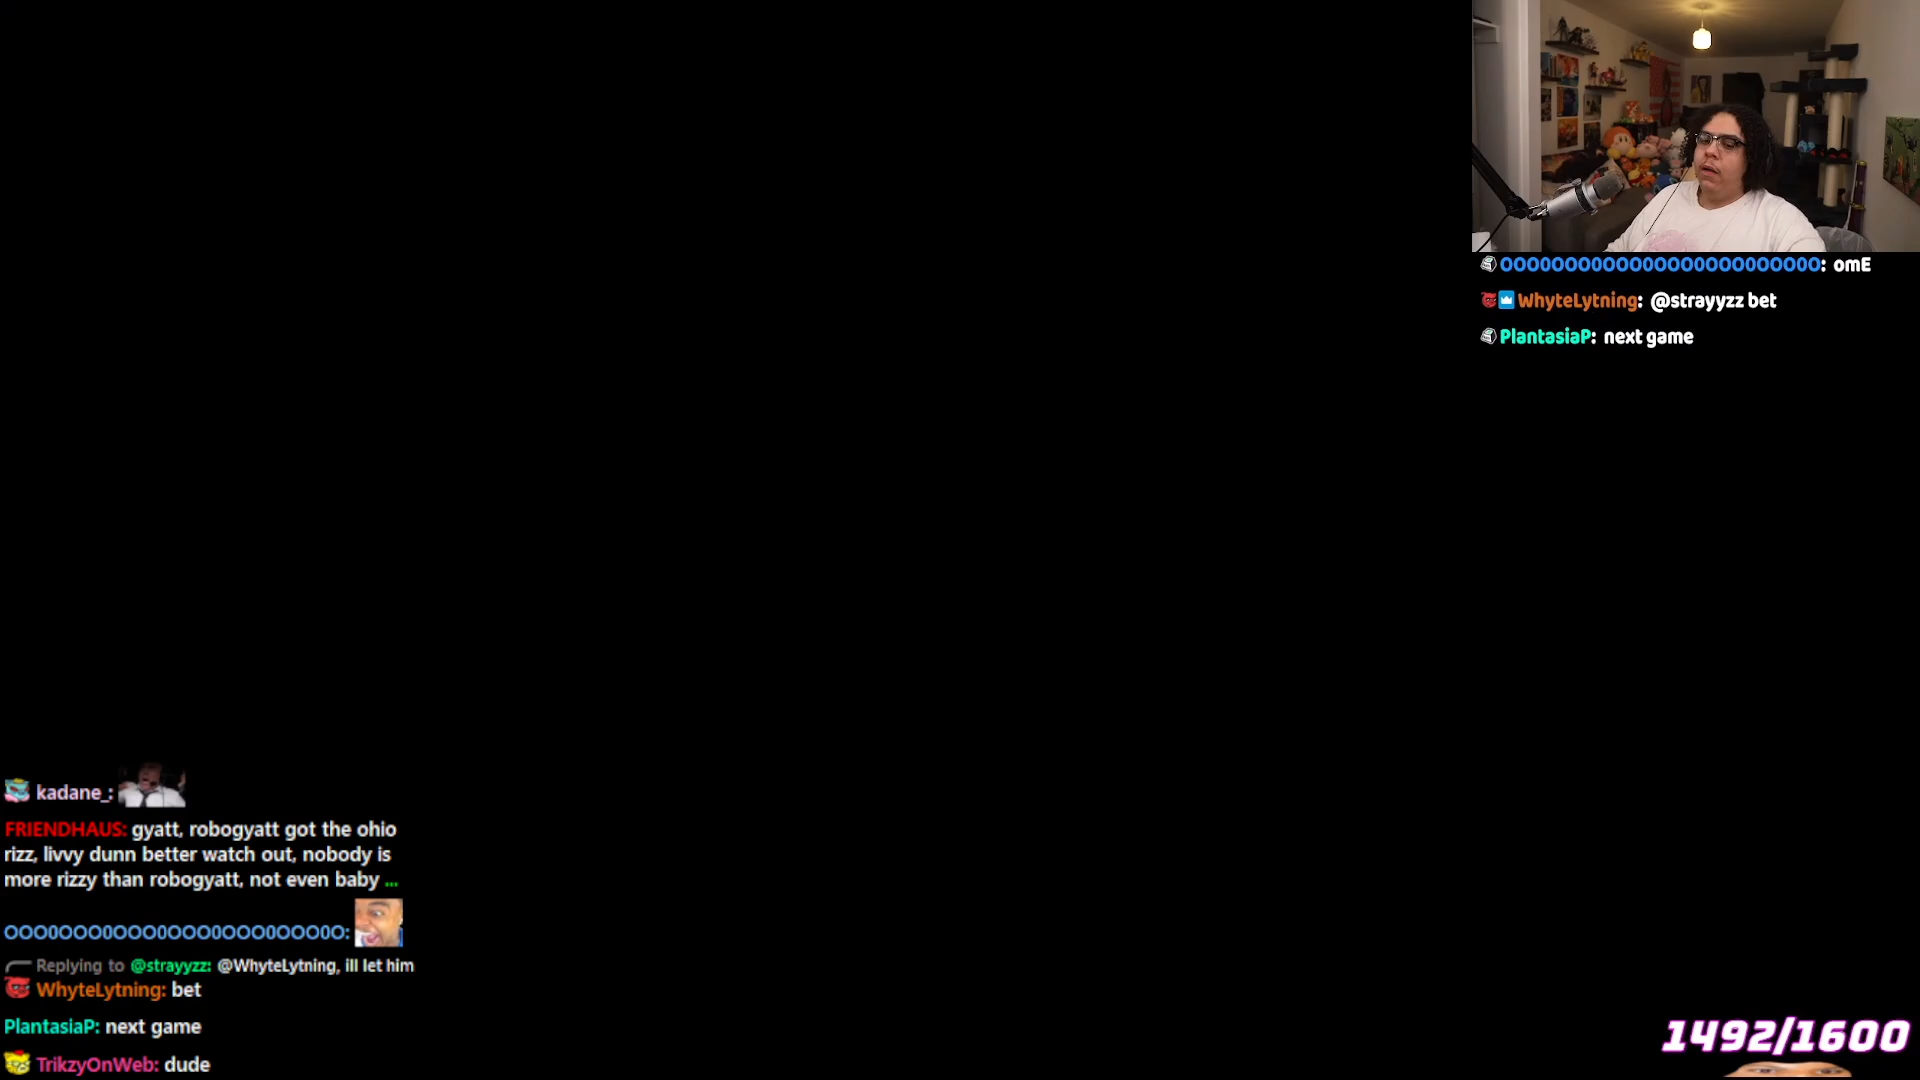 OOO0OOO0OOO0OOO0OOO0OOO0O: omE
WhyteLytning: @strayyzz bet
PlantasiaP: next game
kadane_:
FRIENDHAUS: gyatt, robogyatt got the ohio
rizz, livvy dunn better watch out, nobody is
more rizzy than robogyatt, not even baby ...
OOO0OOO0OOO0OOO0OOO0OOO0O:
Replying to @strayyzz: @WhyteLytning, ill let him
WhyteLytning: bet
PlantasiaP: next game
TrikzyOnWeb: dude
1492/1600